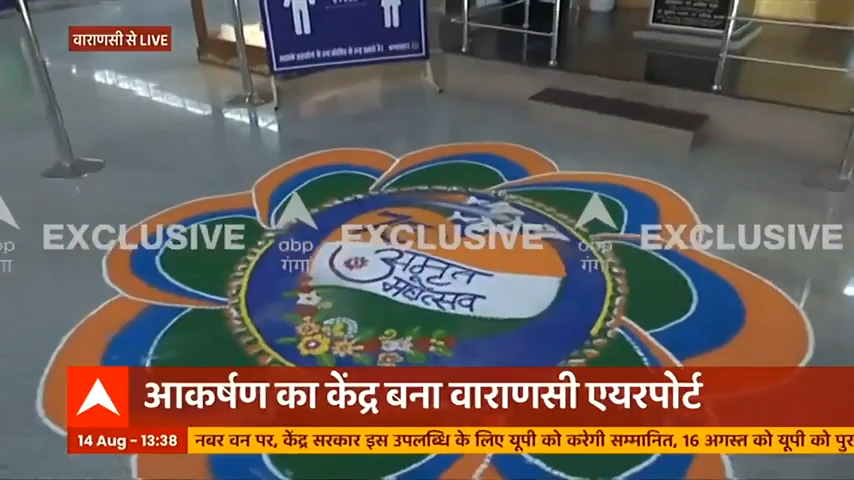 वाराणसी से LIVE
EXCLUSIVE EXCLUSIVE EXCLUSIVE
abp गंगा abp गंगा abp गंगा
अमृत
महोत्सव
आकर्षण का केंद्र बना वाराणसी एयरपोर्ट
14 Aug - 13:38
नबर वन पर, केंद्र सरकार इस उपलब्धि के लिए यूपी को करेगी सम्मानित, 16 अगस्त को यूपी को पुर